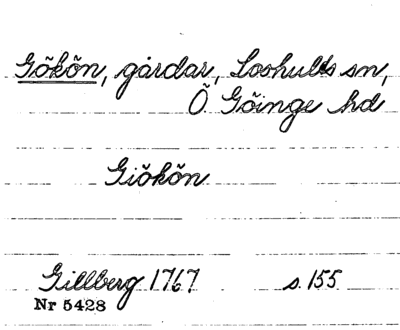 Gökön, gårdar, Loshults sn,
Ö Göinge hd
Giökön
Gillberg 1767 s. 155
Nr 5428